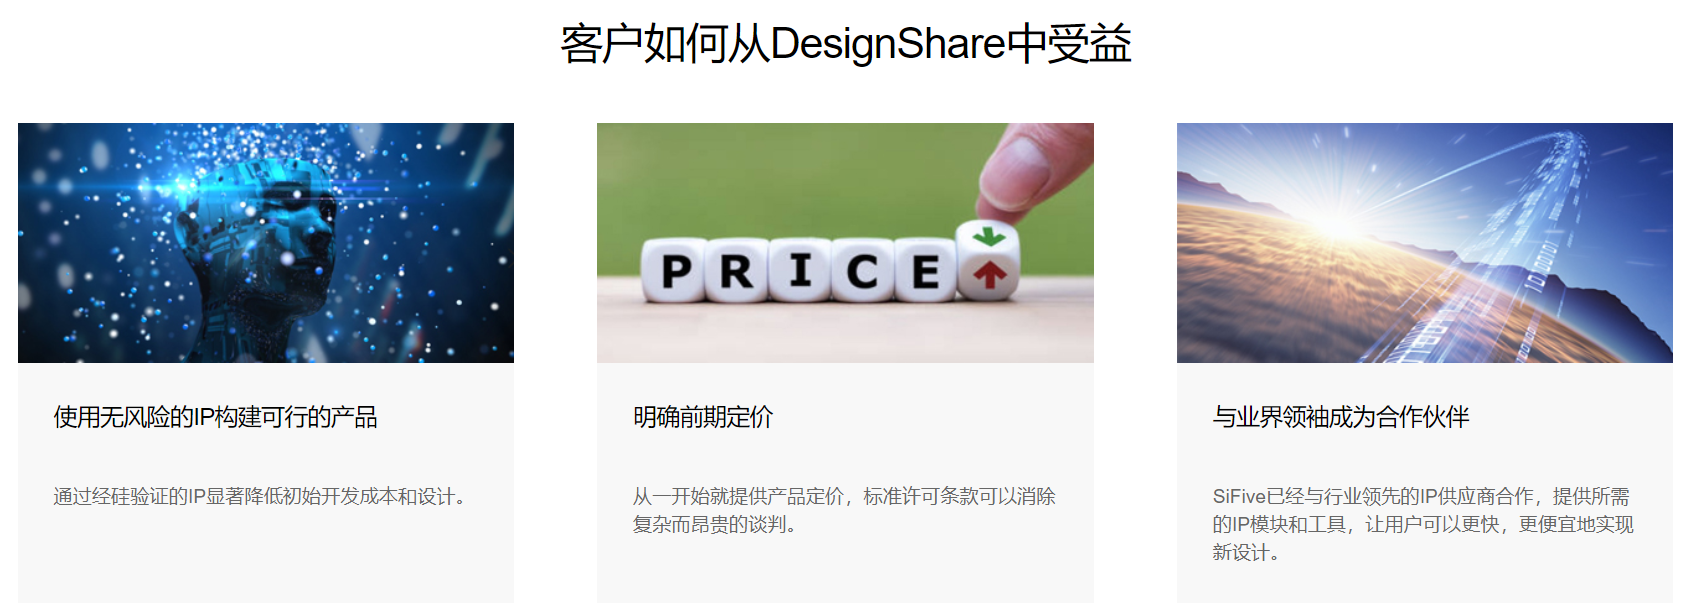 客户如何从DesignShare中受益
PRICE
使用无风险的IP构建可行的产品
通过经硅验证的IP显著降低初始开发成本和设计。
明确前期定价
从一开始就提供产品定价，标准许可条款可以消除
复杂而昂贵的谈判。
与业界领袖成为合作伙伴
SiFive已经与行业领先的IP供应商合作，提供所需
的IP模块和工具，让用户可以更快，更便宜地实现
新设计。